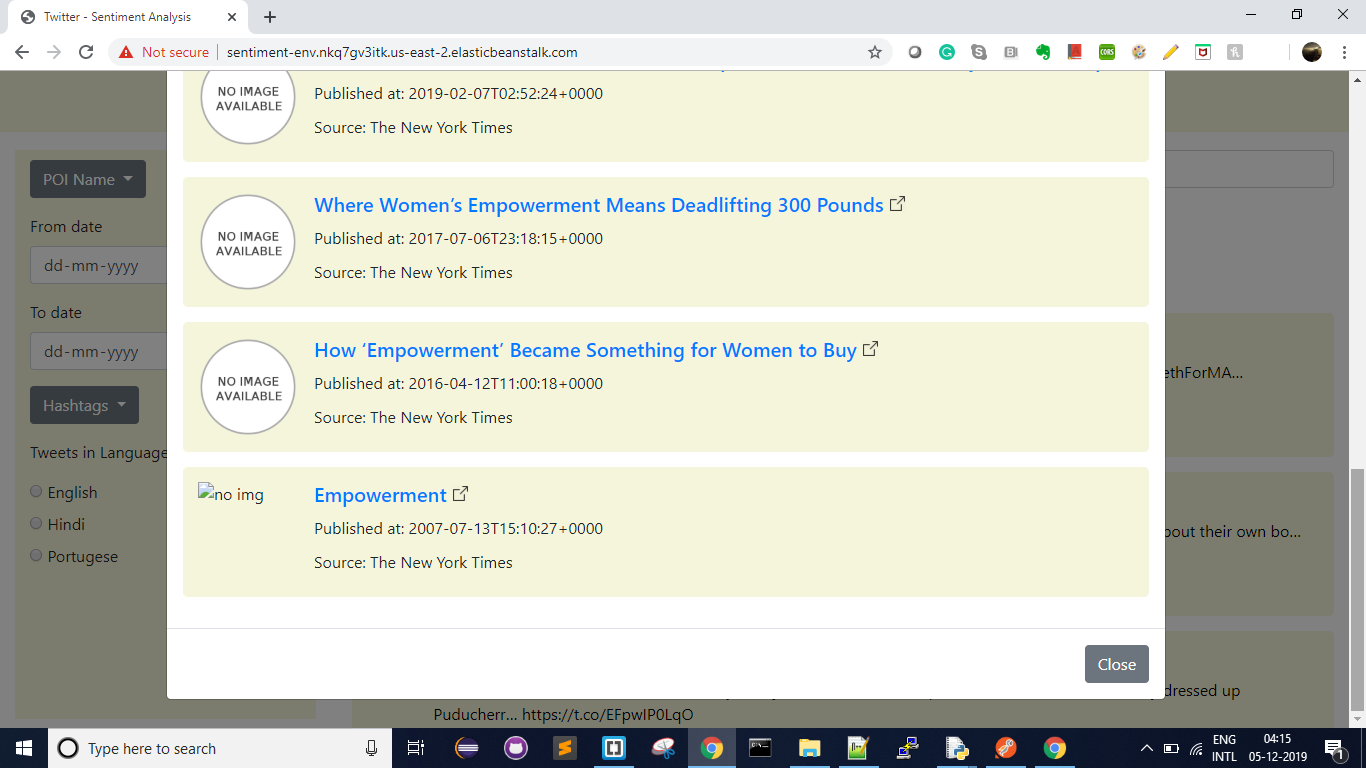 Twitter - Sentiment Analysis
Not secure
sentiment-env.nkq7gv3itk.us-east-2.elasticbeanstalk.com
CORS
NO IMAGE
AVAILABLE
Published at: 2019-02-07T02:52:24+0000
Source: The New York Times
POI Name
From date
dd-mm-yyyy
To date
dd-mm-yyyy
Hashtags
Tweets in Language
English
Hindi
Portugese
NO IMAGE
AVAILABLE
Where Women’s Empowerment Means Deadlifting 300 Pounds
Published at: 2017-07-06T23:18:15+0000
Source: The New York Times
NO IMAGE
AVAILABLE
How ‘Empowerment’ Became Something for Women to Buy
Published at: 2016-04-12T11:00:18+0000
Source: The New York Times
no img
Empowerment
Published at: 2007-07-13T15:10:27+0000
Source: The New York Times
Close
ethForMA...
bout their own bo...
dressed up
Puducherr... https://t.co/EFpwIP0LqO
Type here to search
ENG
INTL
04:15
05-12-2019
1